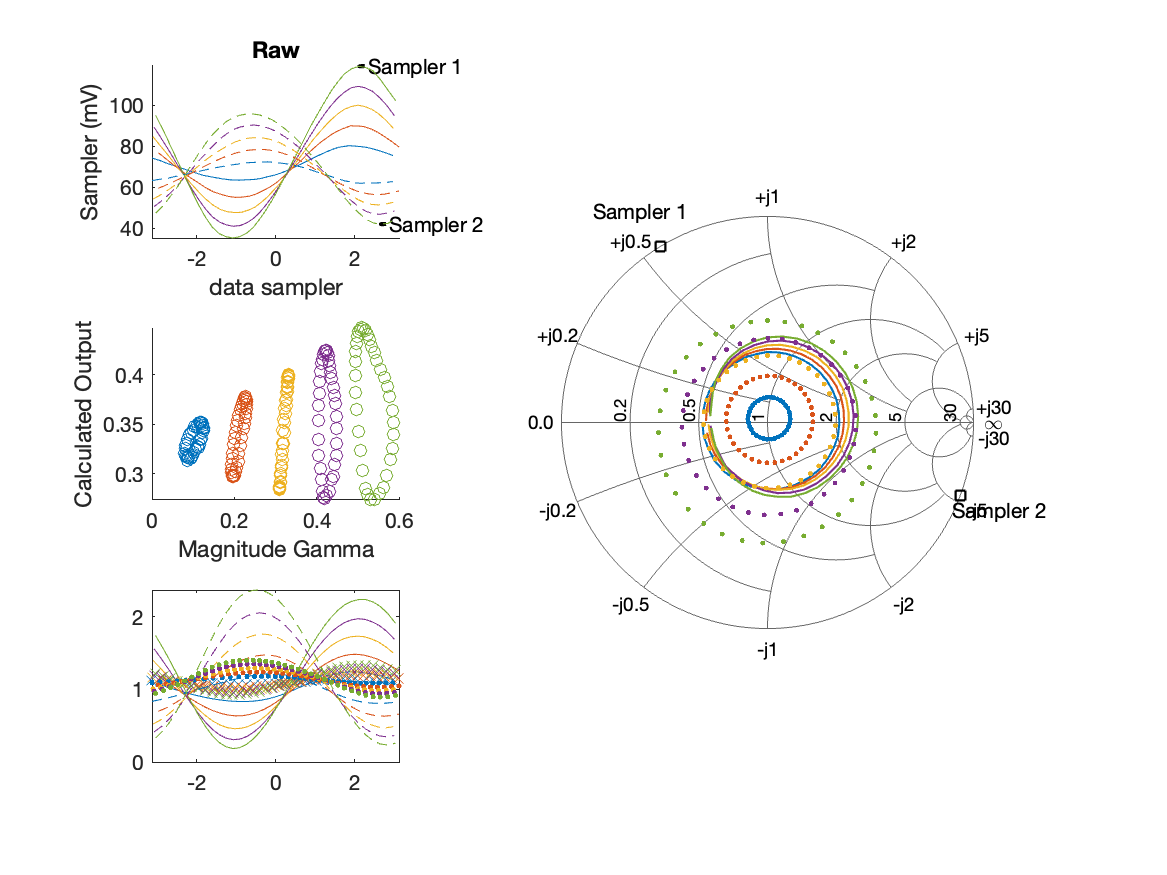 Raw
Sampler 1
Sampler (mV)
100
80
60
40
Sampler 2
-2
0
2
data sampler
Calculated Output
0.4
0.35
0.3
0
0.2
0.4
0.6
Magnitude Gamma
2
1
0
-2
0
2
+j1
Sampler 1
+j0.5
+j2
+j0.2
+j5
0.0
0.2
0.5
1
2
5
30
+j30
∞
-j30
-j0.2
-j5
Sampler 2
-j0.5
-j2
-j1